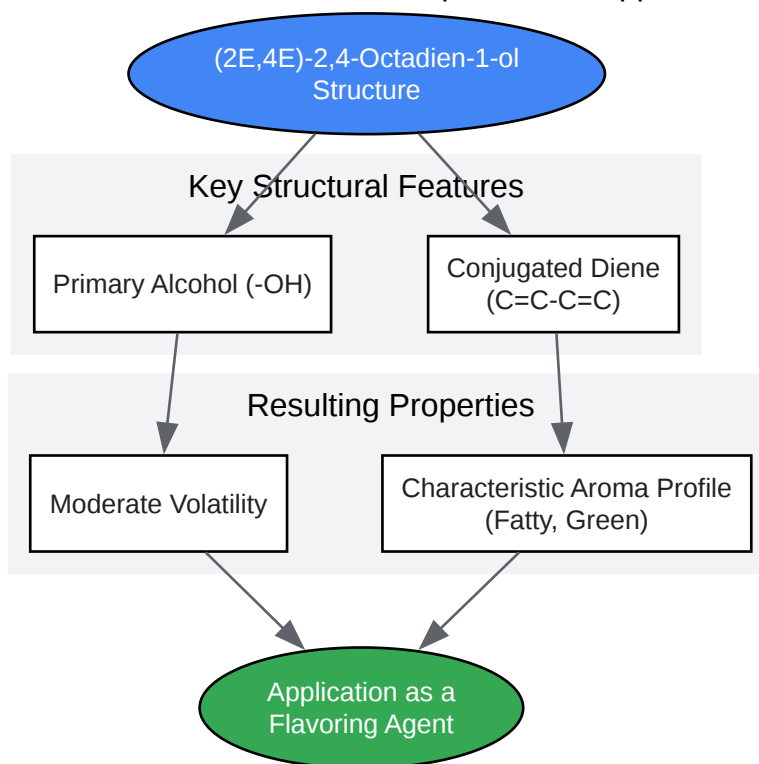 (2E,4E)-2,4-Octadien-1-ol
Structure
Key Structural Features
Primary Alcohol (-OH)
Conjugated Diene
(C=C-C=C)
Resulting Properties
Moderate Volatility
Characteristic Aroma Profile
(Fatty, Green)
Application as a
Flavoring Agent